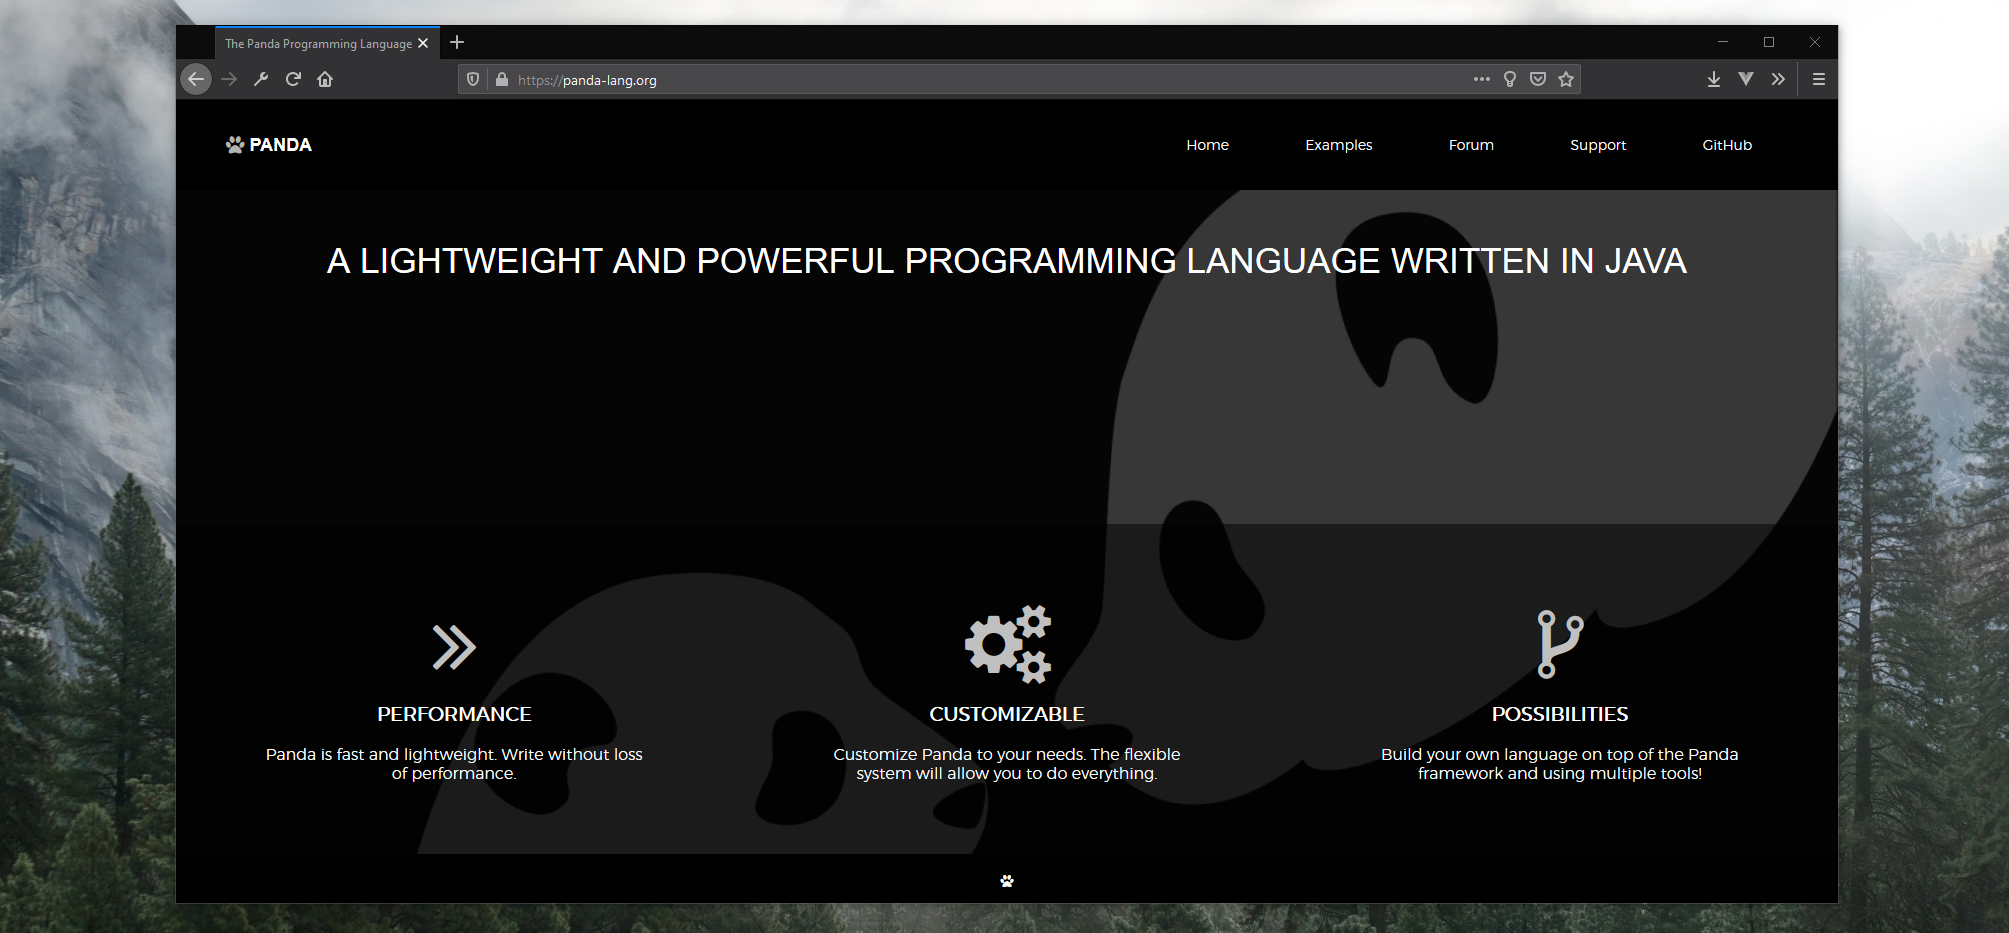 The Panda Programming Language
https://panda-lang.org
PANDA
Home
Examples
Forum
Support
GitHub
A LIGHTWEIGHT AND POWERFUL PROGRAMMING LANGUAGE WRITTEN IN JAVA
PERFORMANCE
Panda is fast and lightweight. Write without loss
of performance.
CUSTOMIZABLE
Customize Panda to your needs. The flexible
system will allow you to do everything.
POSSIBILITIES
Build your own language on top of the Panda
framework and using multiple tools!